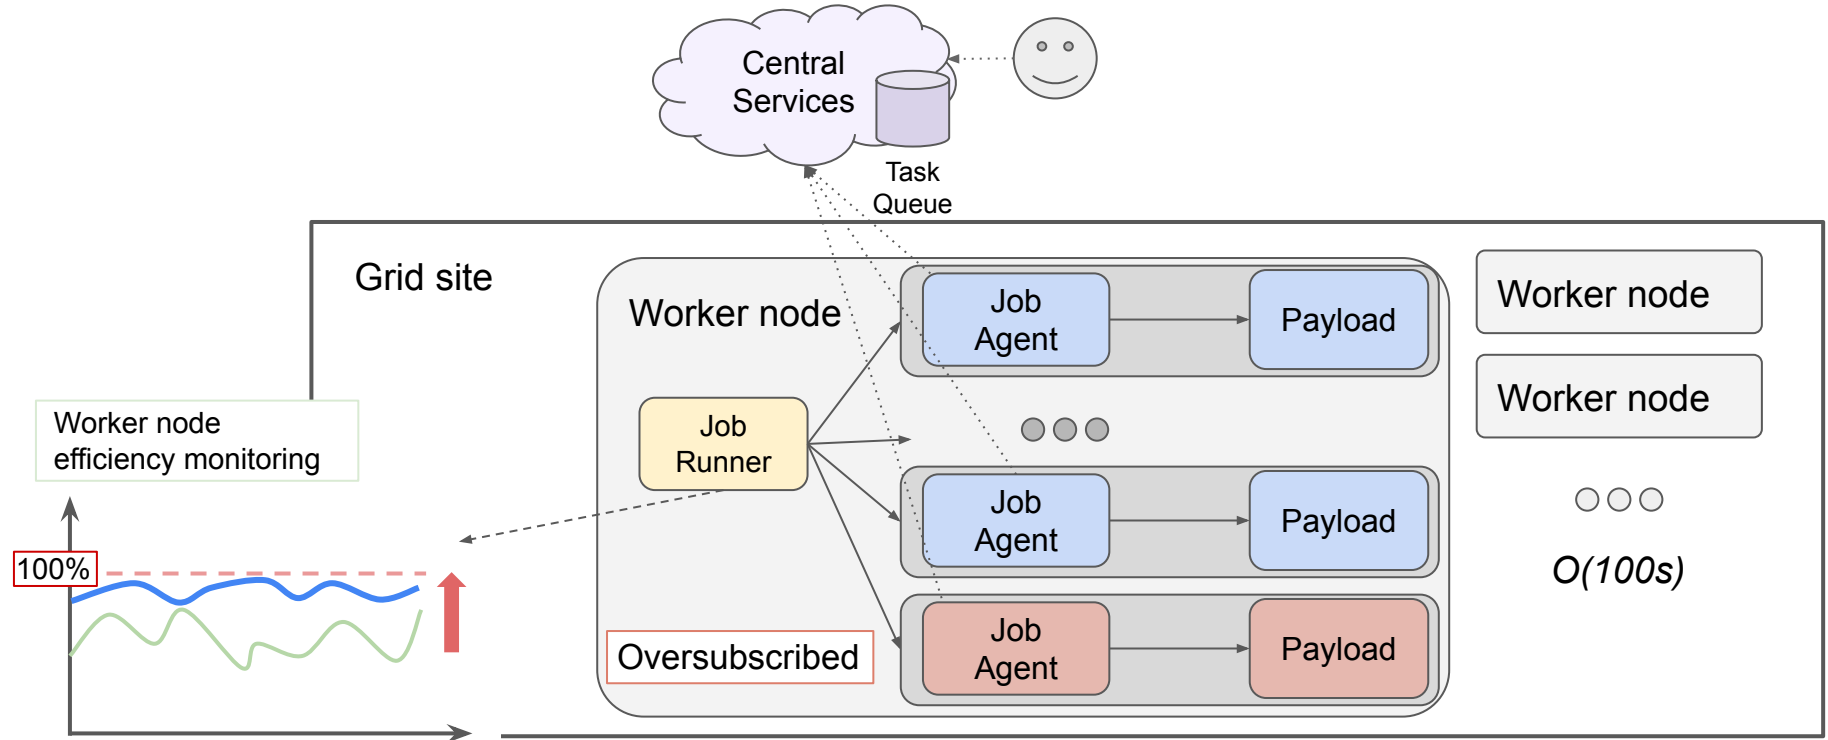 Central
Services
Task
Queue
Grid site
Worker node
Job
Agent
Payload
Worker node
Worker node
Worker node
efficiency monitoring
Job
Runner
Job
Agent
Payload
100%
O(100s)
Oversubscribed
Job
Agent
Payload